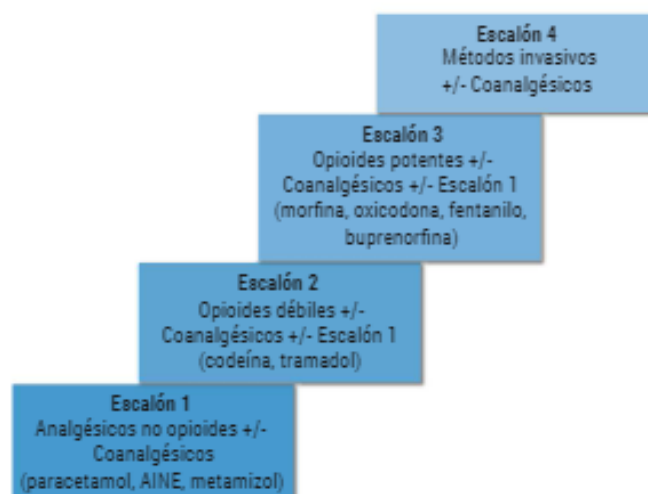 Escalón 4
Métodos invasivos
+/- Coanalgésicos
Escalón 3
Opioides potentes +/-
Coanalgésicos +/- Escalón 1
(morfina, oxicodona, fentanilo,
buprenorfina)
Escalón 2
Opioides débiles +/-
Coanalgésicos +/- Escalón 1
(codeína, tramadol)
Escalón 1
Analgésicos no opioides +/-
Coanalgésicos
(paracetamol, AINE, metamizol)